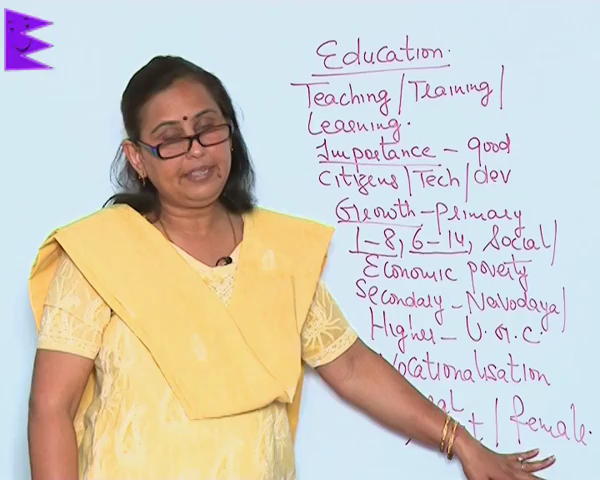 Education.
Teaching/Training/
Learning.
Importance - good
Citizens/Tech/dev
Growth - Primary
1-8, 6-14, Social/
Economic poverty
Secondary - Navodaya/
Higher - U. or C.
Vocationalisation
/Female.